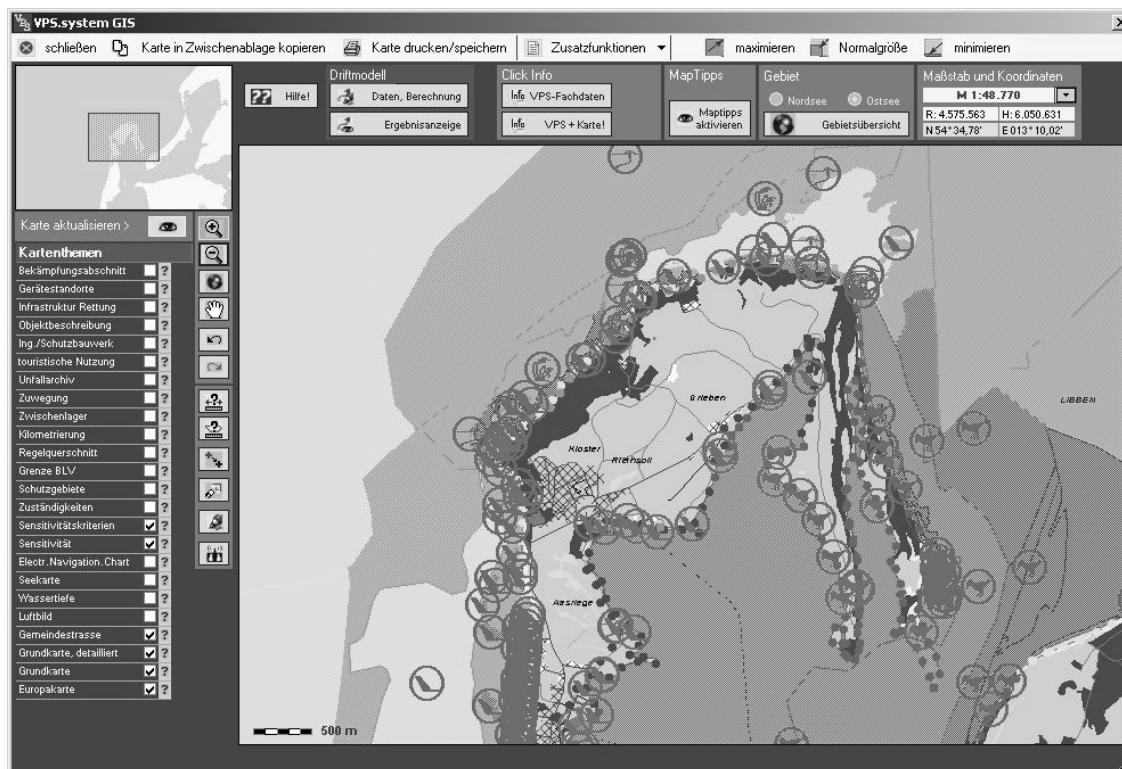 VPS VPS.system GIS
schließen Karte in Zwischenablage kopieren Karte drucken/speichern Zusatzfunktionen maximieren Normalgröße minimieren
Driftmodell Click Info MapTipps Gebiet Maßstab und Koordinaten
?? Hilfe! Daten, Berechnung Info VPS-Fachdaten Nordsee Ostsee M 1:48.770
Ergebnisanzeige Info VPS + Karte! Maptipps aktivieren Gebietsübersicht R: 4.575.563 H: 6.050.631
N 54° 34,78' E 013° 10,02'
Karte aktualisieren >
Kartenthemen
Bekämpfungsabschnitt ?
Gerätestandorte ?
Infrastruktur Rettung ?
Objektbeschreibung ?
Ing./Schutzbauwerk ?
touristische Nutzung ?
Unfallarchiv ?
Zuwegung ?
Zwischenlager ?
Kilometrierung ?
Regelquerschnitt ?
Grenze BLV ?
Schutzgebiete ?
Zuständigkeiten ?
Sensitivitätskriterien ?
Sensitivität ?
Electr.Navigation.Chart ?
Seekarte ?
Wassertiefe ?
Luftbild ?
Gemeindestrasse ?
Grundkarte, detailliert ?
Grundkarte ?
Europakarte ?
Grieben
LIBBEN
Kloster
500 m